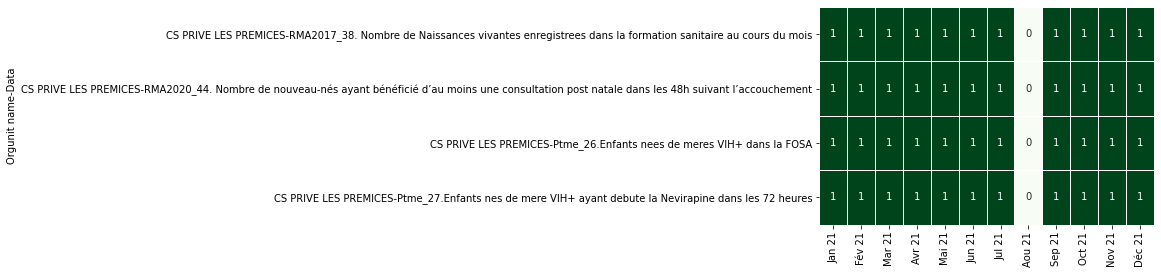 Orgunit name-Data
CS PRIVE LES PREMICES-RMA2017_38. Nombre de Naissances vivantes enregistrees dans la formation sanitaire au cours du mois
1 1 1 1 1 1 1 0 1 1 1 1
CS PRIVE LES PREMICES-RMA2020_44. Nombre de nouveau-nés ayant bénéficié d’au moins une consultation post natale dans les 48h suivant l’accouchement
1 1 1 1 1 1 1 0 1 1 1 1
CS PRIVE LES PREMICES-Ptme_26.Enfants nees de meres VIH+ dans la FOSA
1 1 1 1 1 1 1 0 1 1 1 1
CS PRIVE LES PREMICES-Ptme_27.Enfants nes de mere VIH+ ayant debute la Nevirapine dans les 72 heures
1 1 1 1 1 1 1 0 1 1 1 1
Jan 21
Fév 21
Mar 21
Avr 21
Mai 21
Jun 21
Jul 21
Aou 21
Sep 21
Oct 21
Nov 21
Déc 21